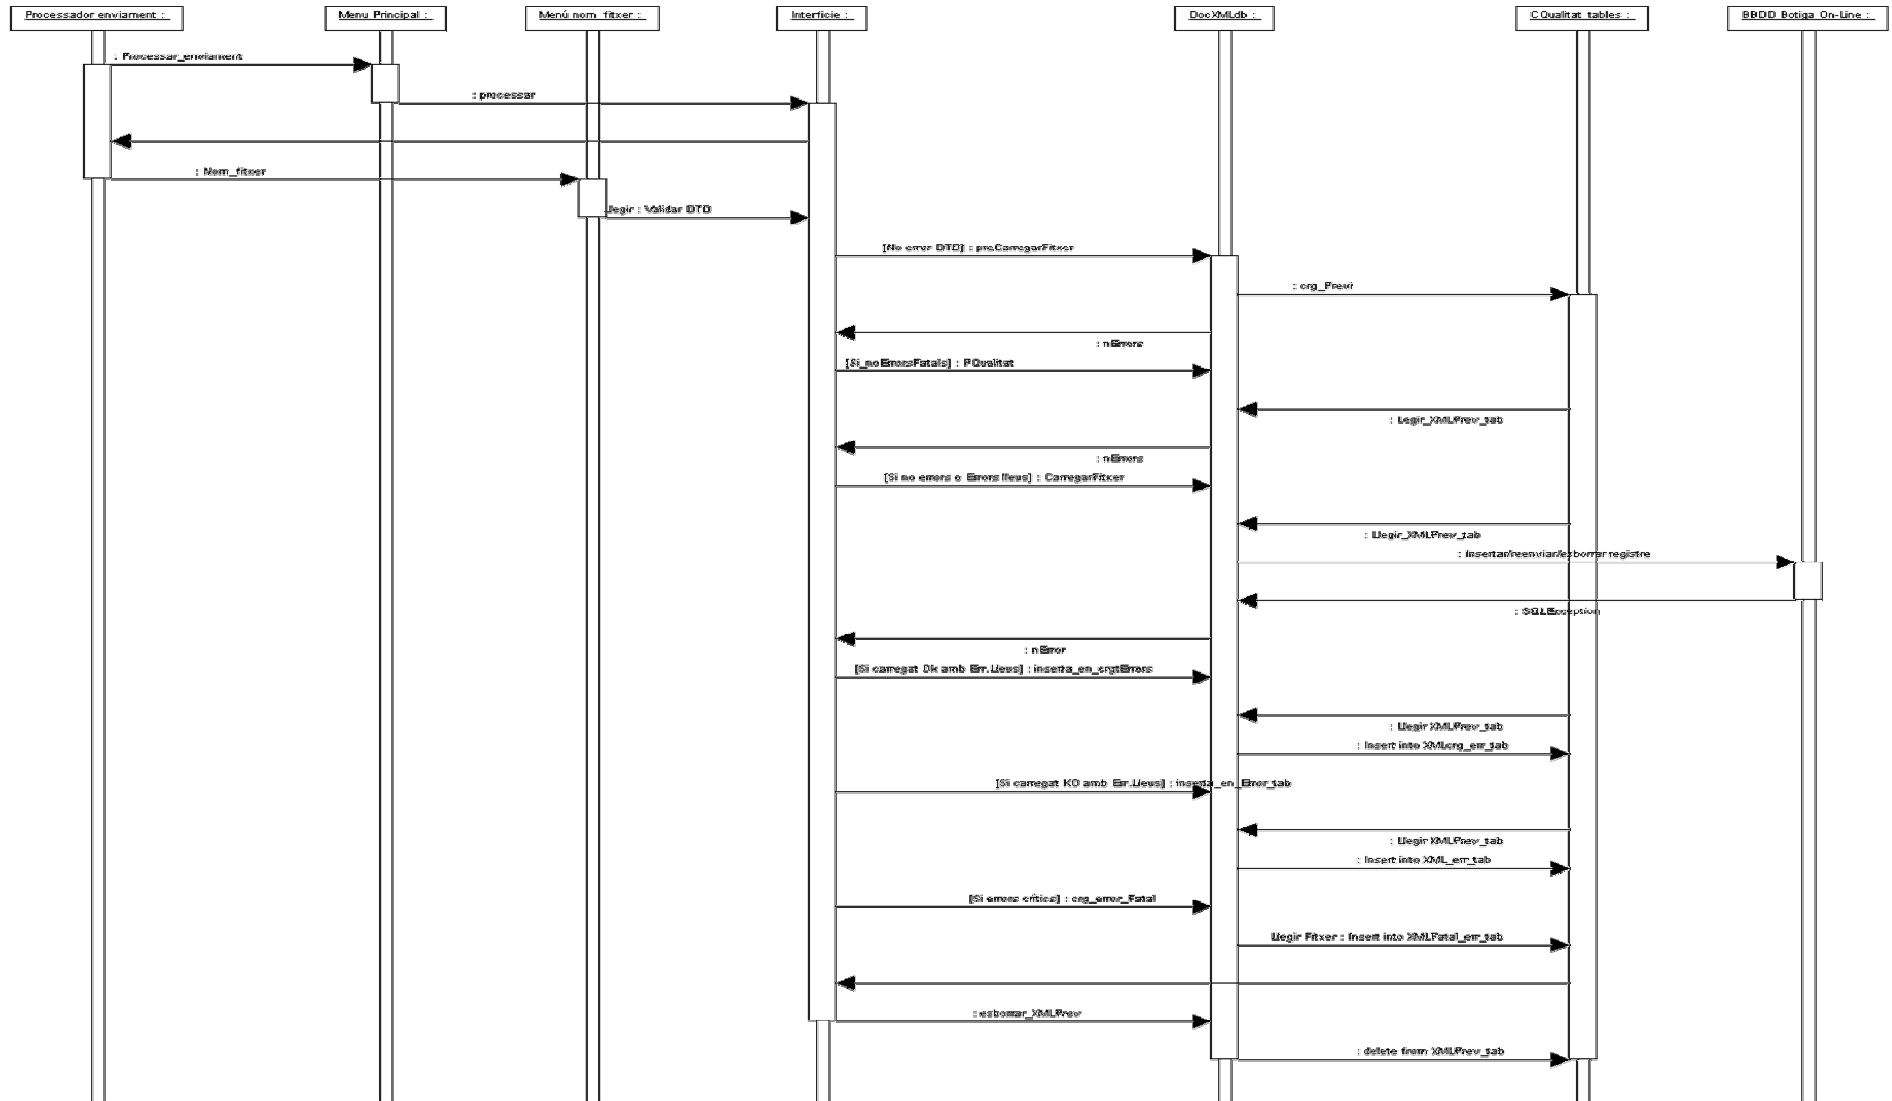 Processador enviament :
Menu Principal :
Menú nom_fitxer :
Interfície :
DocXMLdb :
CQualitat_tables :
BBDD Botiga On-Line :
: Processar_enviament
: processar
: Nom_fitxer
Llegir : Validar DTD
[No error DTD] : preCarregarFitxer
: crg_Previ
: nErrors
[Si_noErrorsFatals] : PQualitat
: Llegir_XMLPrev_tab
: nErrors
[Si no errors o Errors lleus] : CarregarFitxer
: Llegir_XMLPrev_tab
: Insertar/reenviar/esborrar registre
: SQLException
: nError
[Si carregat Ok amb Err.Lleus] : inserta_en_crgtErrors
: Llegir XMLPrev_tab
: Insert into XMLcrg_err_tab
[Si carregat KO amb Err.Lleus] : inserta_en_Error_tab
: Llegir XMLPrev_tab
: Insert into XML_err_tab
[Si errors crítics] : crg_error_Fatal
Llegir Fitxer : Insert into XMLFatal_err_tab
: esborrar_XMLPrev
: delete from XMLPrev_tab